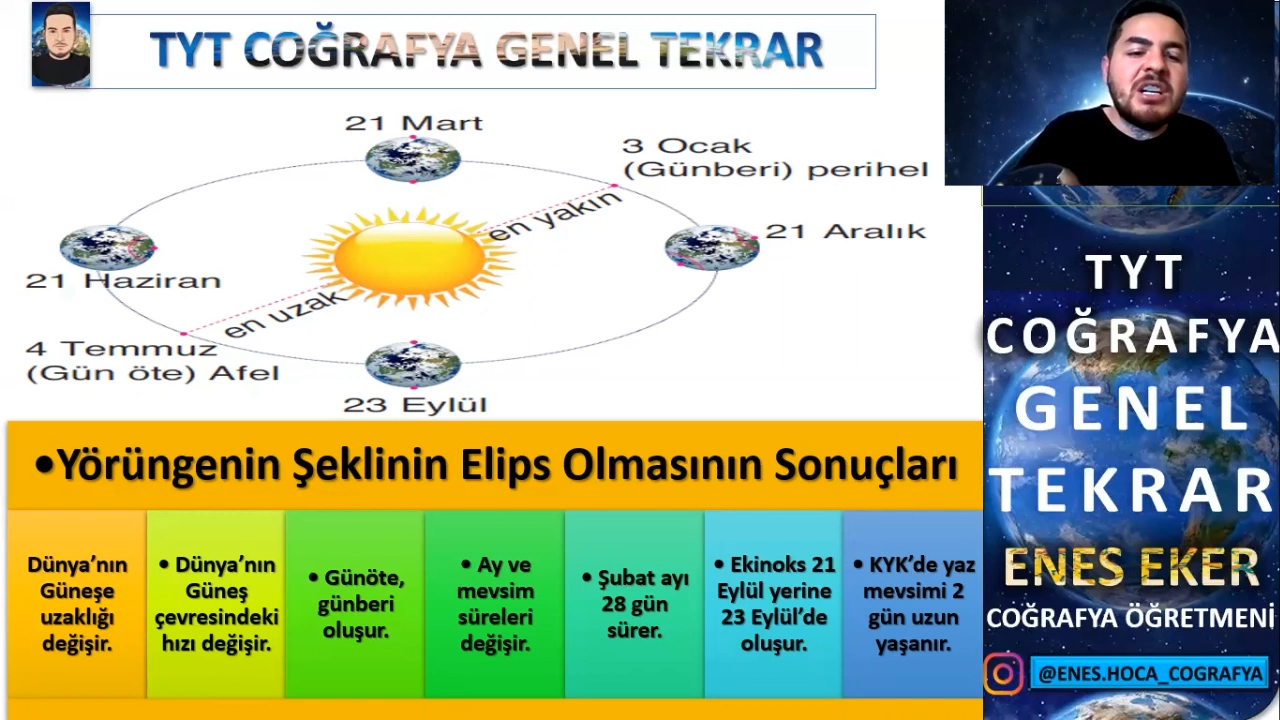 TYT COĞRAFYA GENEL TEKRAR
21 Mart
3 Ocak
(Günberi) perihel
en yakın
21 Aralık
21 Haziran
en uzak
4 Temmuz
(Gün öte) Afel
23 Eylül
•Yörüngenin Şeklinin Elips Olmasının Sonuçları
Dünya’nın
Güneşe
uzaklığı
değişir.
• Dünya’nın
Güneş
çevresindeki
hızı değişir.
• Günöte,
günberi
oluşur.
• Ay ve
mevsim
süreleri
değişir.
• Şubat ayı
28 gün
sürer.
• Ekinoks 21
Eylül yerine
23 Eylül’de
oluşur.
• KYK’de yaz
mevsimi 2
gün uzun
yaşanır.
TYT
COĞRAFYA
GENEL
TEKRAR
ENES EKER
COĞRAFYA ÖĞRETMENİ
@ENES.HOCA_COGRAFYA